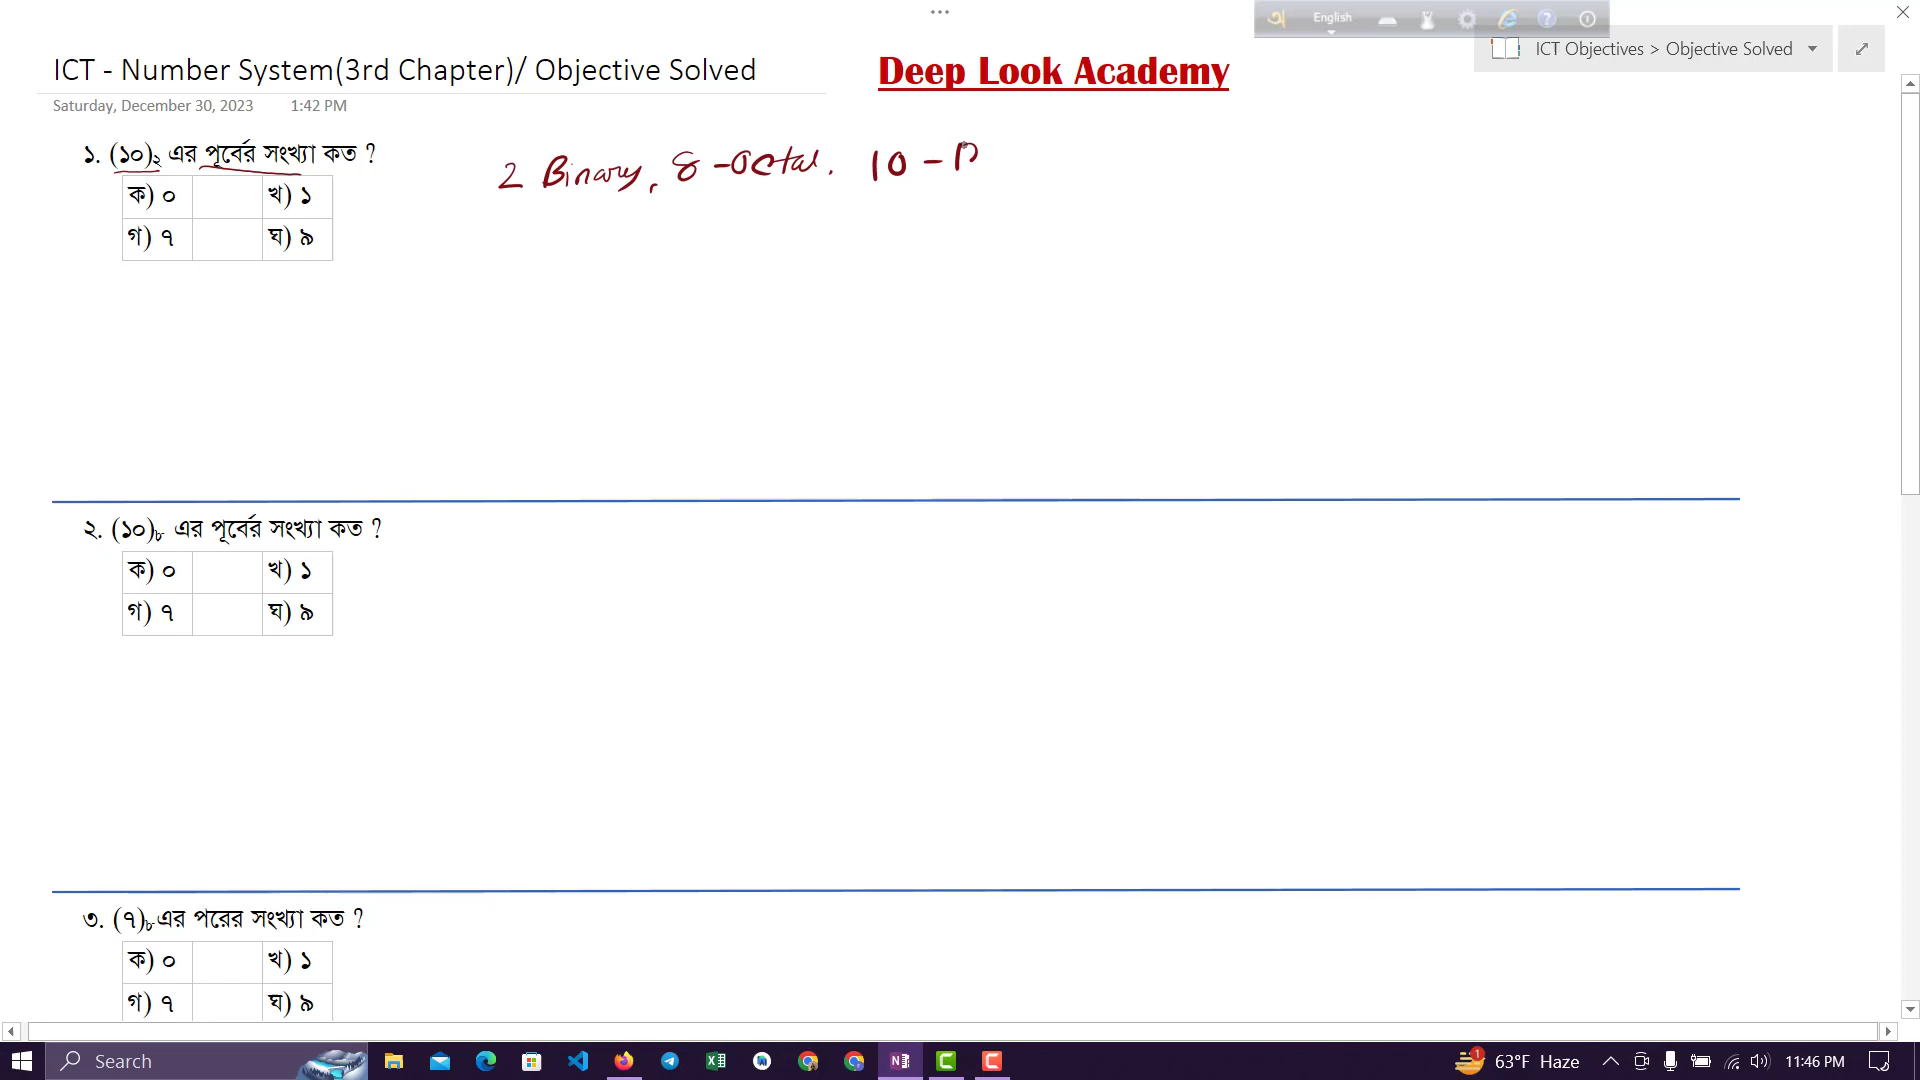 English
ICT Objectives > Objective Solved
ICT - Number System(3rd Chapter)/ Objective Solved
Deep Look Academy
Saturday, December 30, 2023 1:42 PM
১. (১০)₂ এর পূর্বের সংখ্যা কত ?
2 Binary, 8 -Octal. 10 - D
ক) ০ খ) ১
গ) ৭ ঘ) ৯
২. (১০)৮ এর পূর্বের সংখ্যা কত ?
ক) ০ খ) ১
গ) ৭ ঘ) ৯
৩. (৭)৮ এর পরের সংখ্যা কত ?
ক) ০ খ) ১
গ) ৭ ঘ) ৯
Search
63°F Haze
11:46 PM